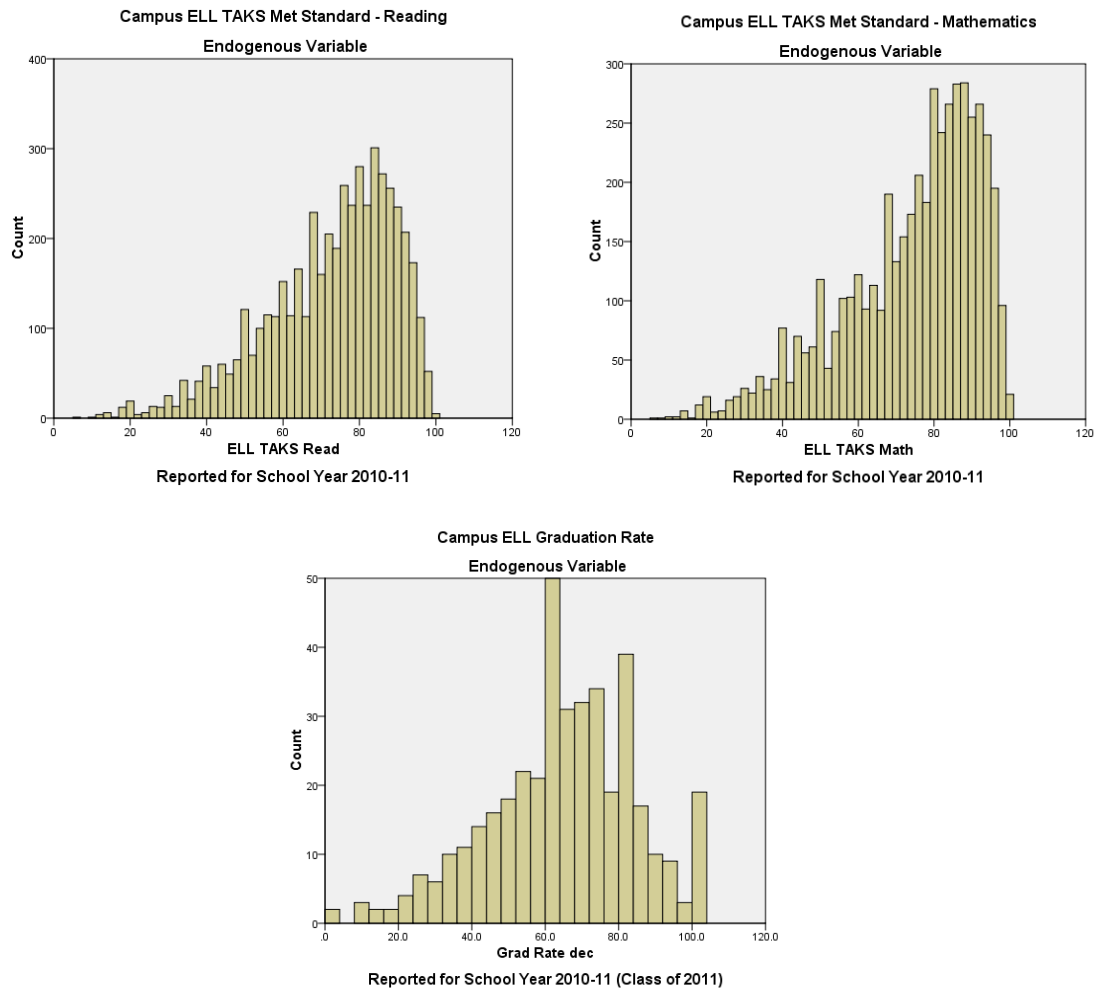 Campus ELL TAKS Met Standard - Reading
Endogenous Variable
400
300
200
100
0
Count
0 20 40 60 80 100 120
ELL TAKS Read
Reported for School Year 2010-11
Campus ELL TAKS Met Standard - Mathematics
Endogenous Variable
300
250
200
150
100
50
0
Count
0 20 40 60 80 100 120
ELL TAKS Math
Reported for School Year 2010-11
Campus ELL Graduation Rate
Endogenous Variable
50
40
30
20
10
0
Count
.0 20.0 40.0 60.0 80.0 100.0 120.0
Grad Rate dec
Reported for School Year 2010-11 (Class of 2011)